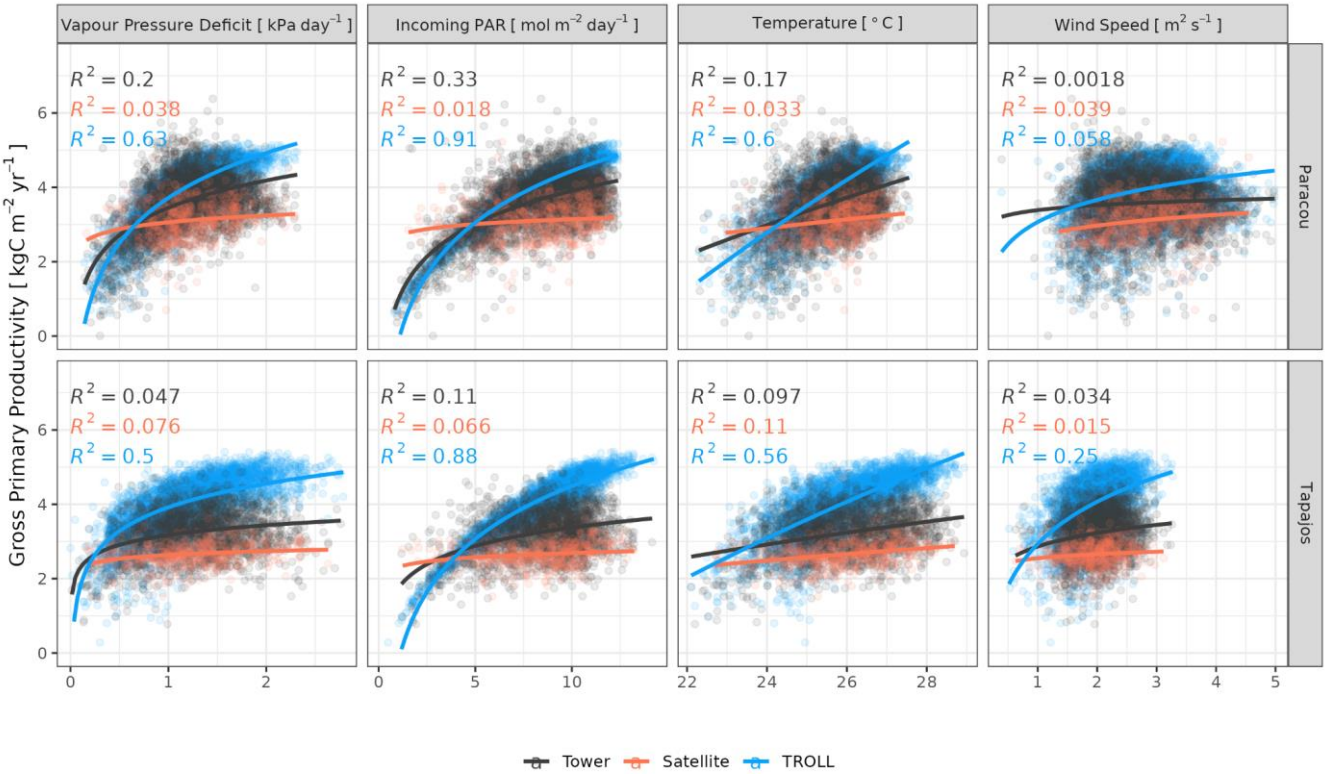 Vapour Pressure Deficit [ kPa day⁻¹ ]
Incoming PAR [ mol m⁻² day⁻¹ ]
Temperature [ ° C ]
Wind Speed [ m² s⁻¹ ]
Gross Primary Productivity [ kgC m⁻² yr⁻¹ ]
R² = 0.2
R² = 0.038
R² = 0.63
R² = 0.33
R² = 0.018
R² = 0.91
R² = 0.17
R² = 0.033
R² = 0.6
R² = 0.0018
R² = 0.039
R² = 0.058
Paracou
6
4
2
0
R² = 0.047
R² = 0.076
R² = 0.5
R² = 0.11
R² = 0.066
R² = 0.88
R² = 0.097
R² = 0.11
R² = 0.56
R² = 0.034
R² = 0.015
R² = 0.25
Tapajos
6
4
2
0
0 1 2
0 5 10
22 24 26 28
1 2 3 4 5
a Tower a Satellite a TROLL